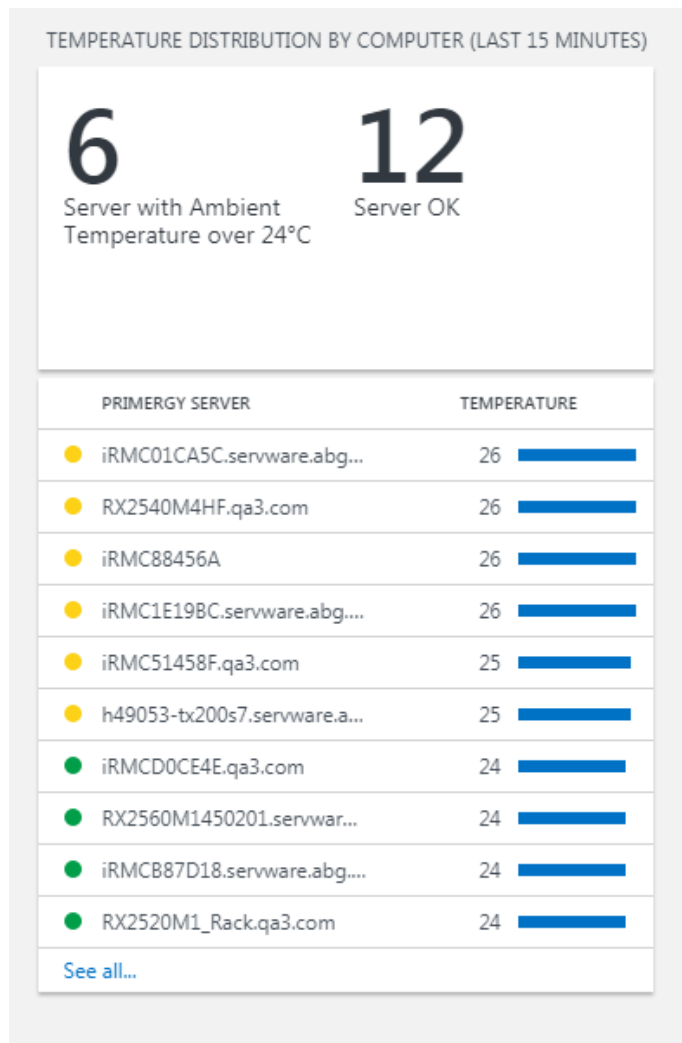 TEMPERATURE DISTRIBUTION BY COMPUTER (LAST 15 MINUTES)
6 12
Server with Ambient Server OK
Temperature over 24°C
PRIMERGY SERVER TEMPERATURE
iRMC01CA5C.servware.abg... 26
RX2540M4HF.qa3.com 26
iRMC88456A 26
iRMC1E19BC.servware.abg.... 26
iRMC51458F.qa3.com 25
h49053-tx200s7.servware.a... 25
iRMCD0CE4E.qa3.com 24
RX2560M1450201.servwar... 24
iRMCB87D18.servware.abg.... 24
RX2520M1_Rack.qa3.com 24
See all...